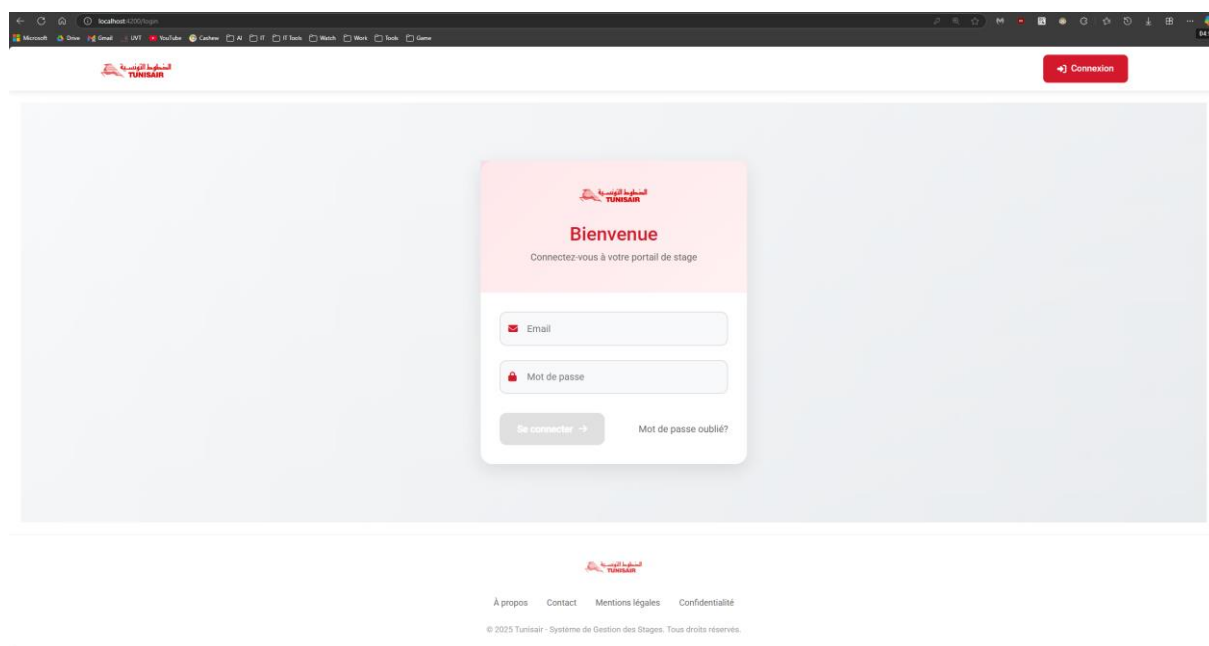 localhost:4200/login
Microsoft Drive Gmail UVT YouTube Cashew AI IT IT Tools Watch Work Tools Game
الخطوط التونسية
TUNISAIR
Connexion
الخطوط التونسية
TUNISAIR
Bienvenue
Connectez-vous à votre portail de stage
Email
Mot de passe
Se connecter → Mot de passe oublié?
الخطوط التونسية
TUNISAIR
À propos Contact Mentions légales Confidentialité
© 2025 Tunisair - Système de Gestion des Stages. Tous droits réservés.